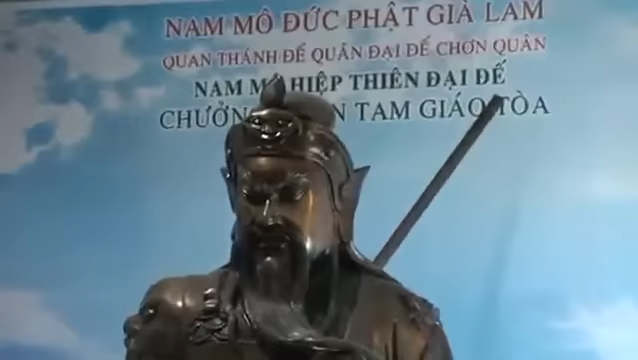 NAM MÔ ĐỨC PHẬT GIÀ LAM
QUAN THÁNH ĐẾ QUÂN ĐẠI ĐẾ CHƠN QUÂN
NAM MÔ HIỆP THIÊN ĐẠI ĐẾ
TAM GIÁO TÒA